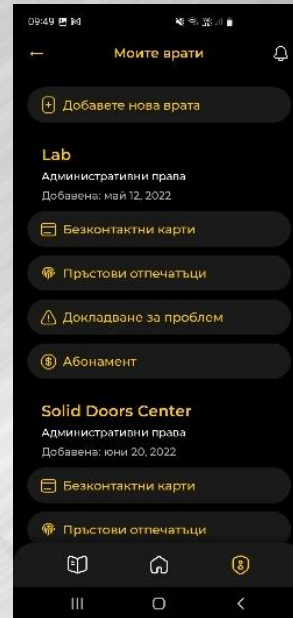 09:49
Моите врати
Добавете нова врата
Lab
Административни права
Добавена: май 12, 2022
Безконтактни карти
Пръстови отпечатъци
Докладване за проблем
Абонамент
Solid Doors Center
Административни права
Добавена: юни 20, 2022
Безконтактни карти
Пръстови отпечатъци